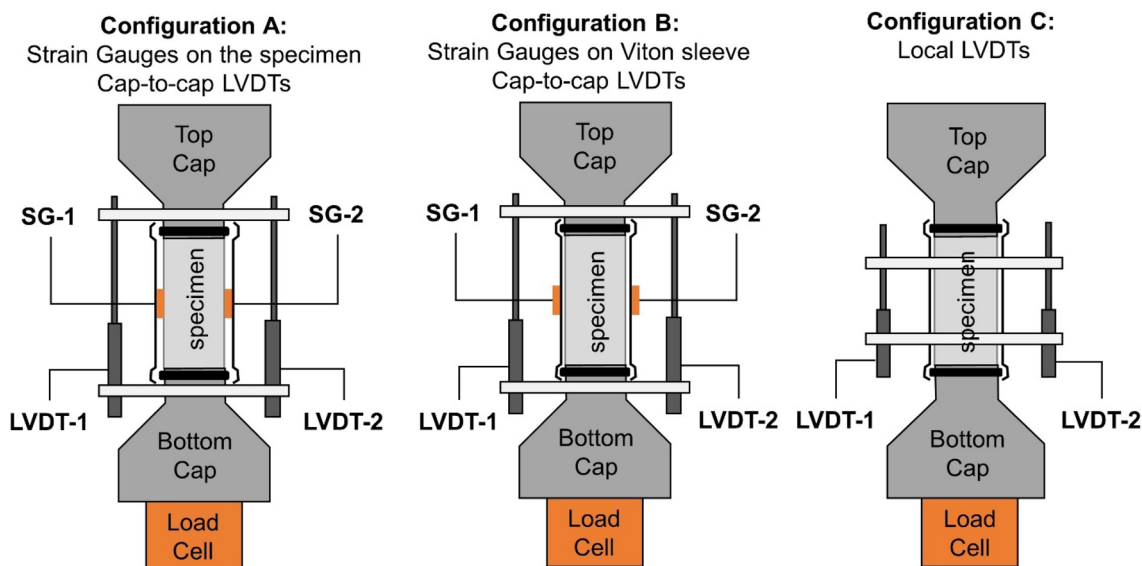 Configuration A:
Strain Gauges on the specimen
Cap-to-cap LVDTs
Top
Cap
SG-1
SG-2
specimen
LVDT-1
LVDT-2
Bottom
Cap
Load
Cell
Configuration B:
Strain Gauges on Viton sleeve
Cap-to-cap LVDTs
Top
Cap
SG-1
SG-2
specimen
LVDT-1
LVDT-2
Bottom
Cap
Load
Cell
Configuration C:
Local LVDTs
Top
Cap
specimen
LVDT-1
LVDT-2
Bottom
Cap
Load
Cell